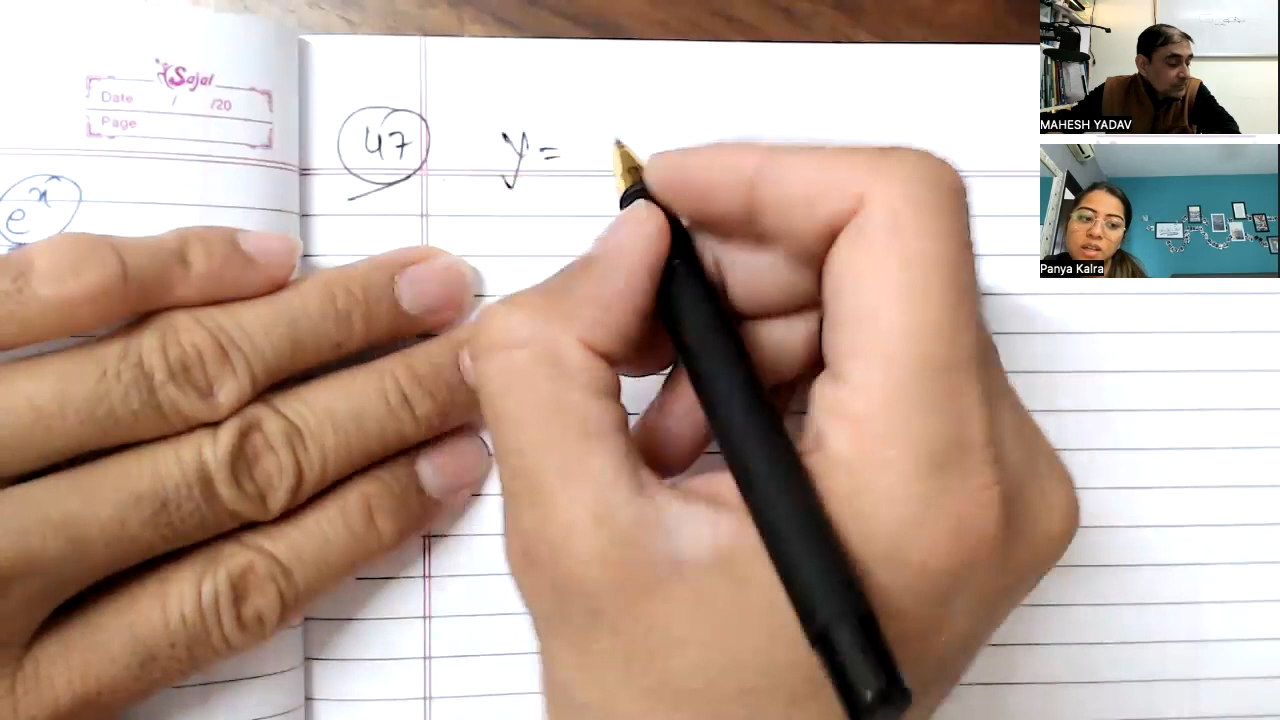 Sajal
Date / /20
Page
47 y =
e^x
MAHESH YADAV
Panya Kalra